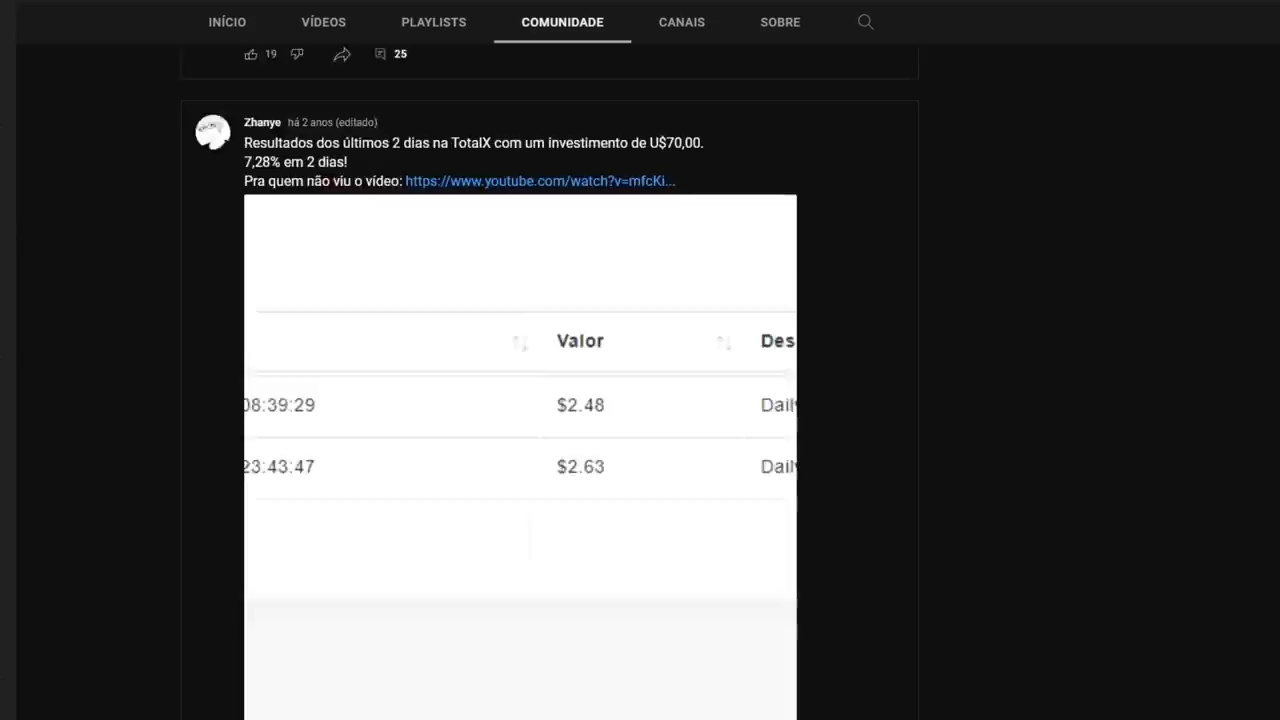 INÍCIO VÍDEOS PLAYLISTS COMUNIDADE CANAIS SOBRE
19 25
Zhanye há 2 anos (editado)
Resultados dos últimos 2 dias na TotalX com um investimento de U$70,00.
7,28% em 2 dias!
Pra quem não viu o vídeo: https://www.youtube.com/watch?v=mfcKi...
Valor Des
08:39:29 $2.48 Daily
23:43:47 $2.63 Daily